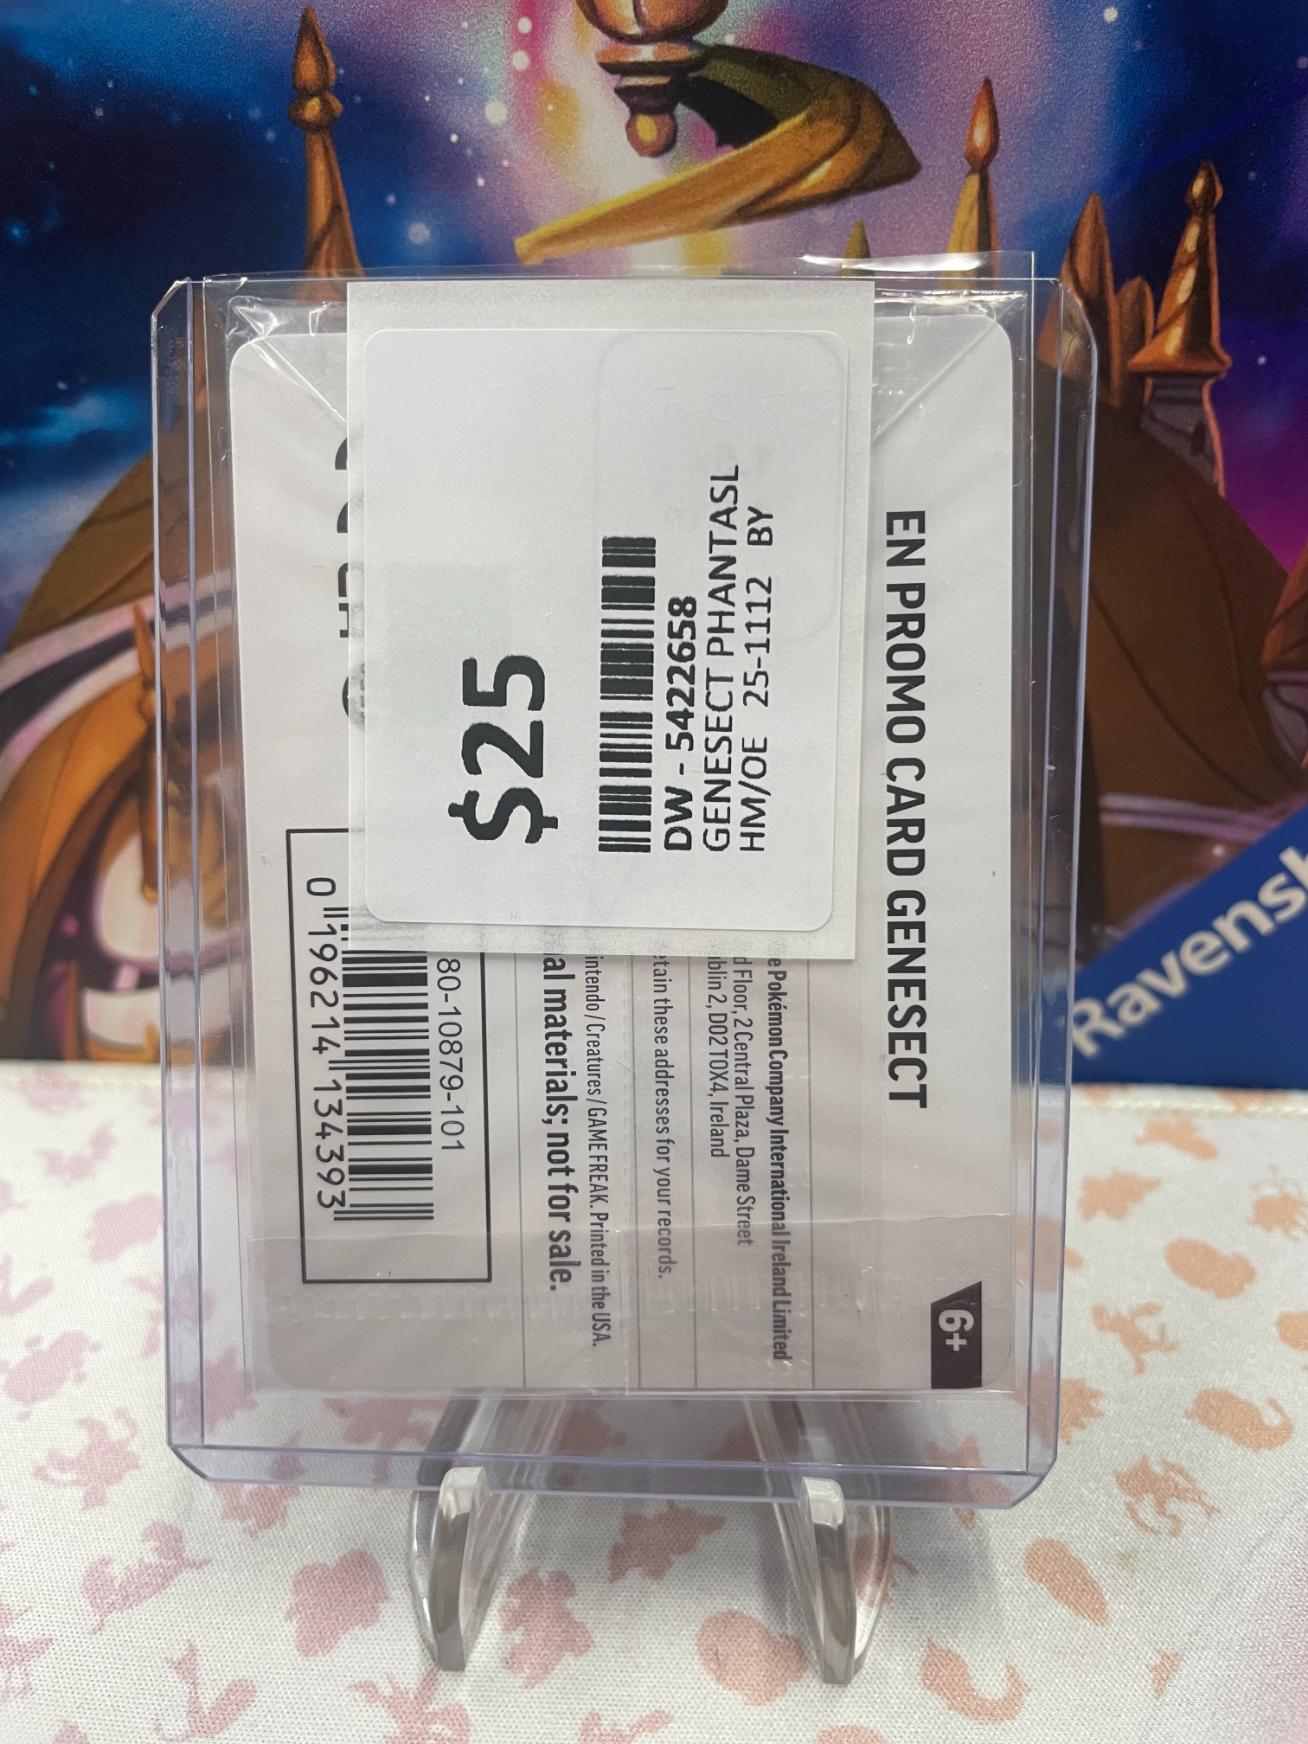 $25
DW - 5422658
GENESECT PHANTASL
HM/OE 25-1112 BY
EN PROMO CARD GENESECT
6+
e Pokémon Company International Ireland Limited
d Floor, 2 Central Plaza, Dame Street
blin 2, D02 T0X4, Ireland
etain these addresses for your records.
intendo / Creatures / GAME FREAK. Printed in the USA.
al materials; not for sale.
80-10879-101
0 196214 134393
Ravensb